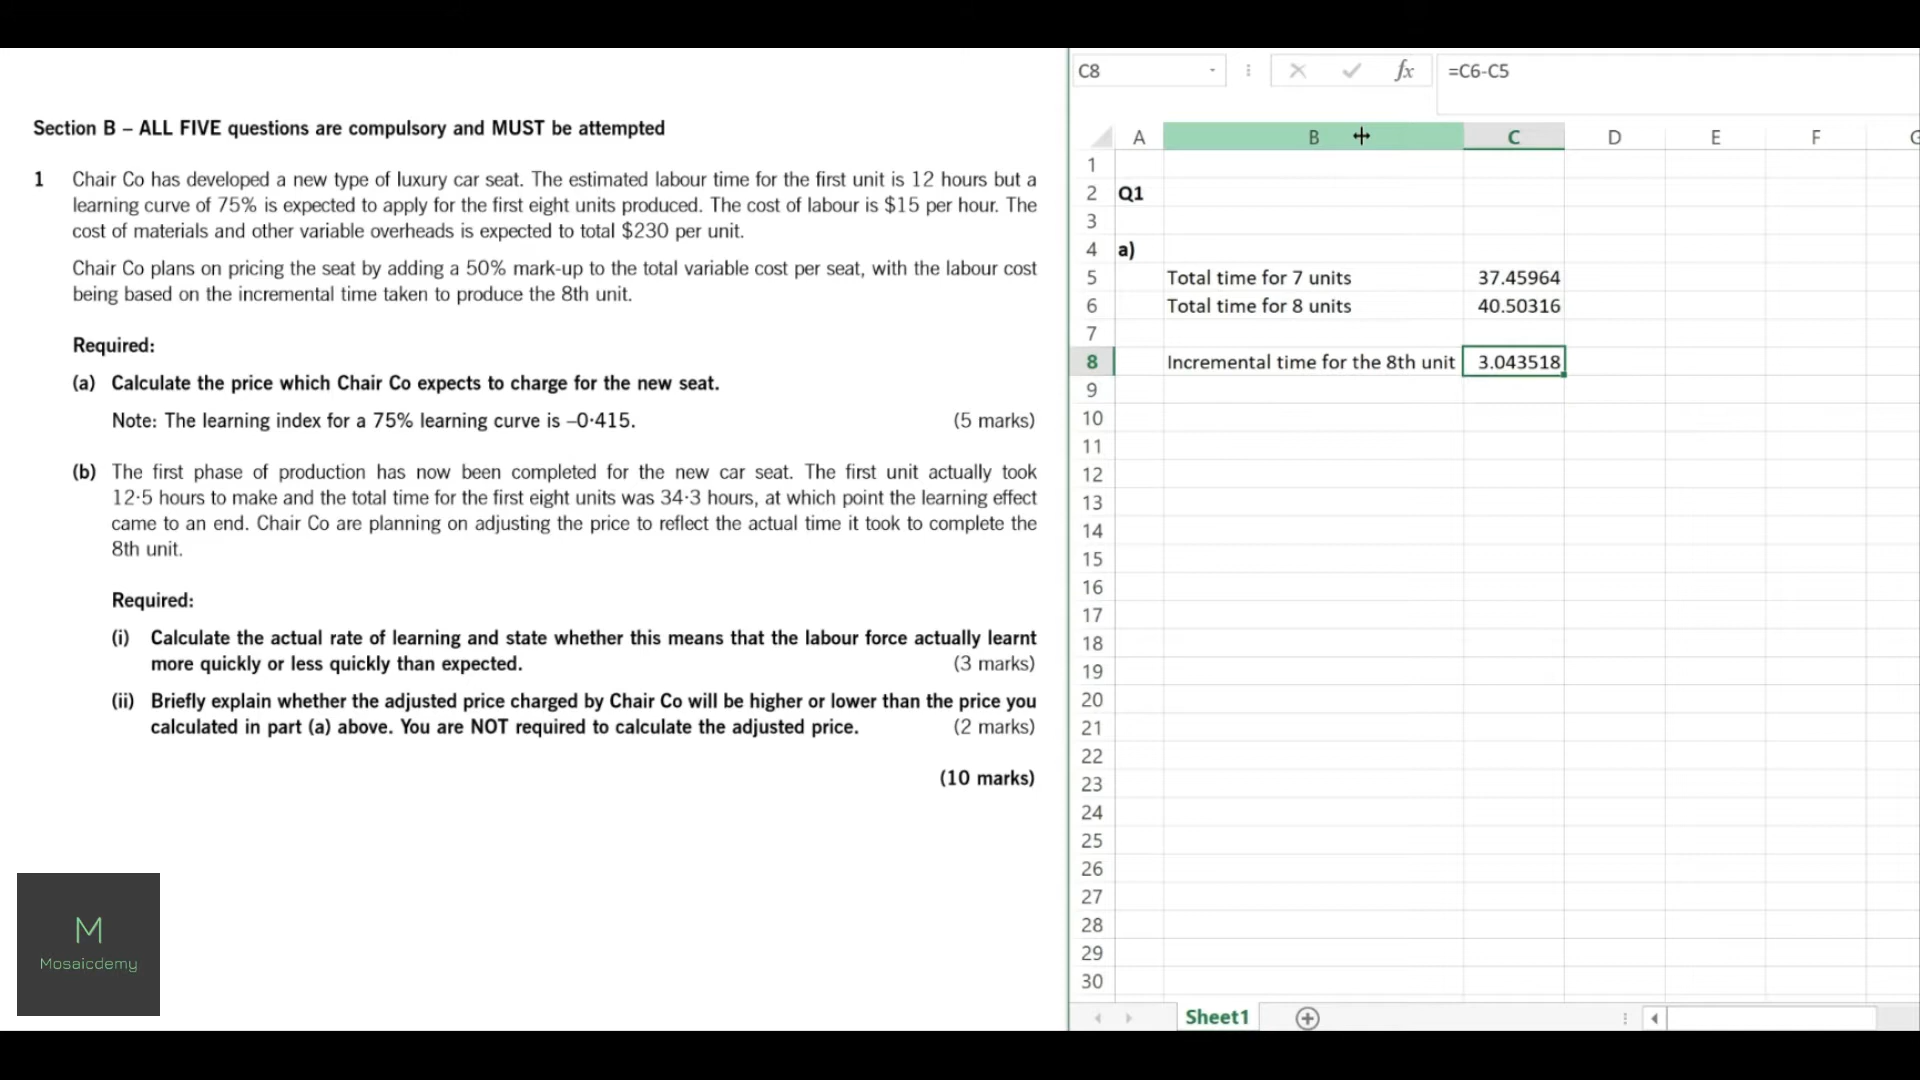 Section B – ALL FIVE questions are compulsory and MUST be attempted
1 Chair Co has developed a new type of luxury car seat. The estimated labour time for the first unit is 12 hours but a
learning curve of 75% is expected to apply for the first eight units produced. The cost of labour is $15 per hour. The
cost of materials and other variable overheads is expected to total $230 per unit.
Chair Co plans on pricing the seat by adding a 50% mark-up to the total variable cost per seat, with the labour cost
being based on the incremental time taken to produce the 8th unit.
Required:
(a) Calculate the price which Chair Co expects to charge for the new seat.
Note: The learning index for a 75% learning curve is –0·415. (5 marks)
(b) The first phase of production has now been completed for the new car seat. The first unit actually took
12·5 hours to make and the total time for the first eight units was 34·3 hours, at which point the learning effect
came to an end. Chair Co are planning on adjusting the price to reflect the actual time it took to complete the
8th unit.
Required:
(i) Calculate the actual rate of learning and state whether this means that the labour force actually learnt
more quickly or less quickly than expected. (3 marks)
(ii) Briefly explain whether the adjusted price charged by Chair Co will be higher or lower than the price you
calculated in part (a) above. You are NOT required to calculate the adjusted price. (2 marks)
(10 marks)
M
Mosaicdemy
C8 fx =C6-C5
A B C D E F G
1
2 Q1
3
4 a)
5 Total time for 7 units 37.45964
6 Total time for 8 units 40.50316
7
8 Incremental time for the 8th unit 3.043518
9
10
11
12
13
14
15
16
17
18
19
20
21
22
23
24
25
26
27
28
29
30
Sheet1